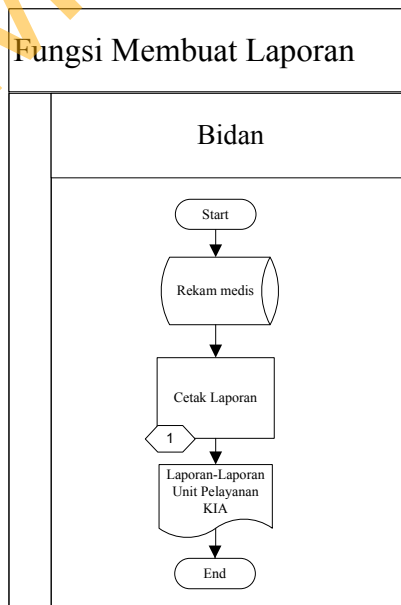 Fungsi Membuat Laporan
Bidan
Start
Rekam medis
Cetak Laporan
1
Laporan-Laporan
Unit Pelayanan
KIA
End